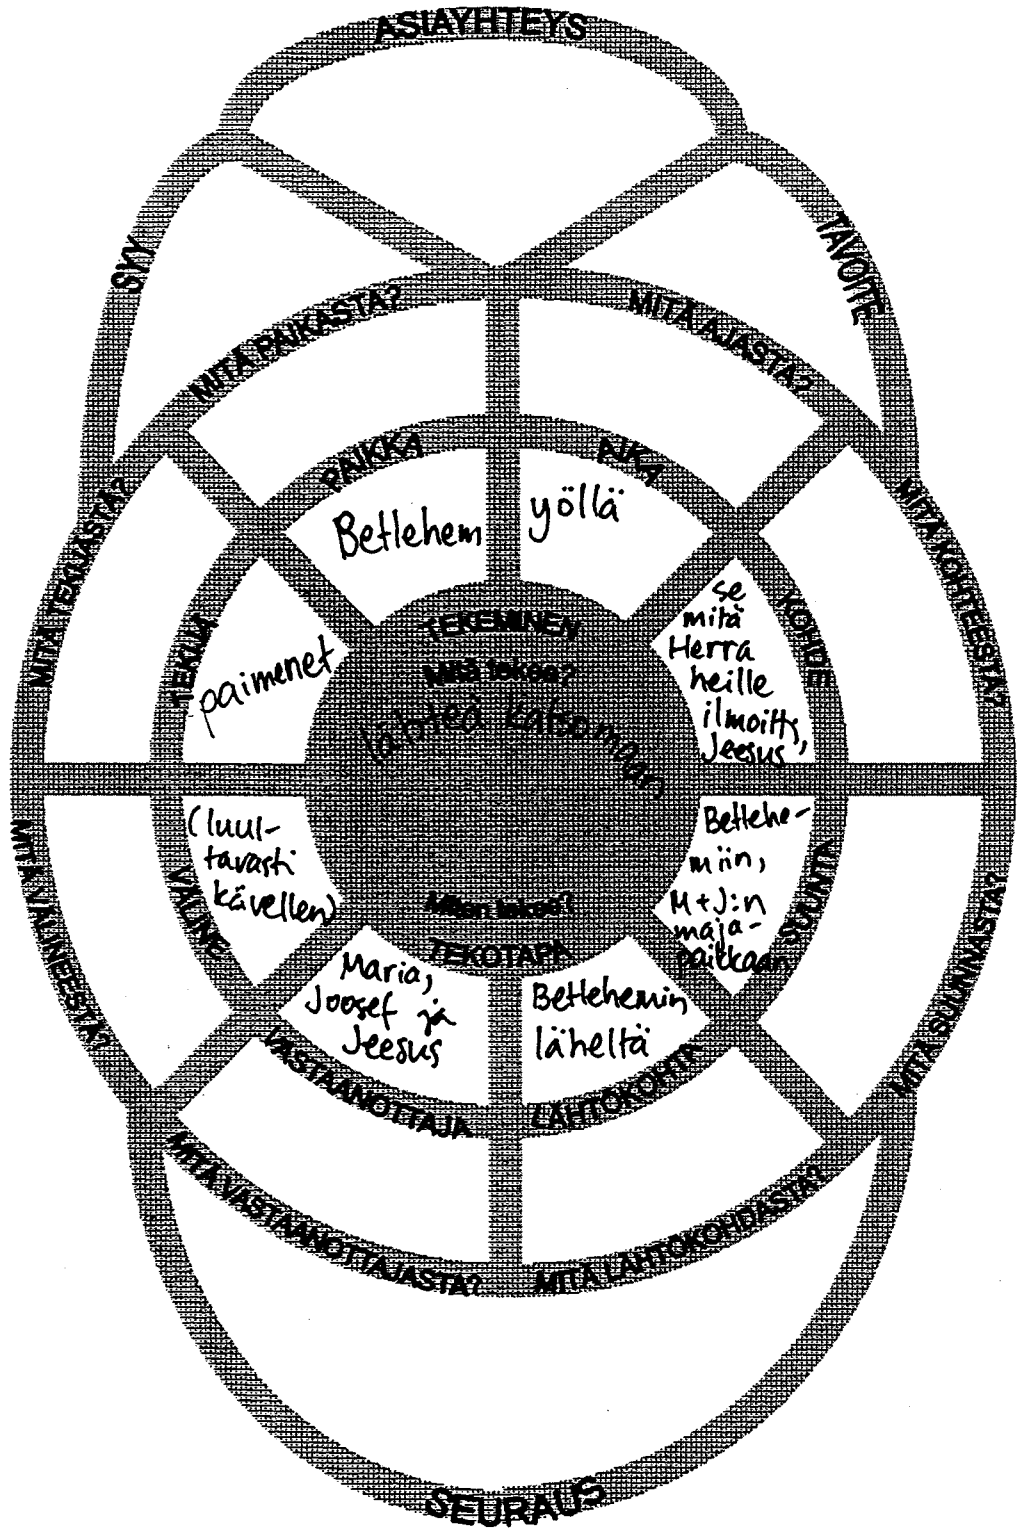 ASIAYHTEYS
SYY
TAVOITE
MITÄ PAIKASTA?
MITÄ AJASTA?
PAIKKA
AIKA
MITÄ TEKIJÄSTÄ?
MITÄ KOHTEESTA?
Betlehem
yöllä
TEKIJÄ
KOHDE
paimenet
se
mitä
Herra
heille
ilmoitti,
Jeesus
TEKEMINEN
Mitä tekee?
lähteä katsomaan
(luul-
tavasti
kävellen)
Betlehe-
miin,
M+J:n
maja-
paikkaan
VÄLINE
SUUNTA
MITÄ VÄLINEESTÄ?
MITÄ SUUNNASTA?
Miten tekee?
TEKOTAPA
Maria,
Joosef ja
Jeesus
Betlehemin
läheltä
VASTAANOTTAJA
LÄHTÖKOHTA
MITÄ VASTAANOTTAJASTA?
MITÄ LÄHTÖKOHDASTA?
SEURAUS